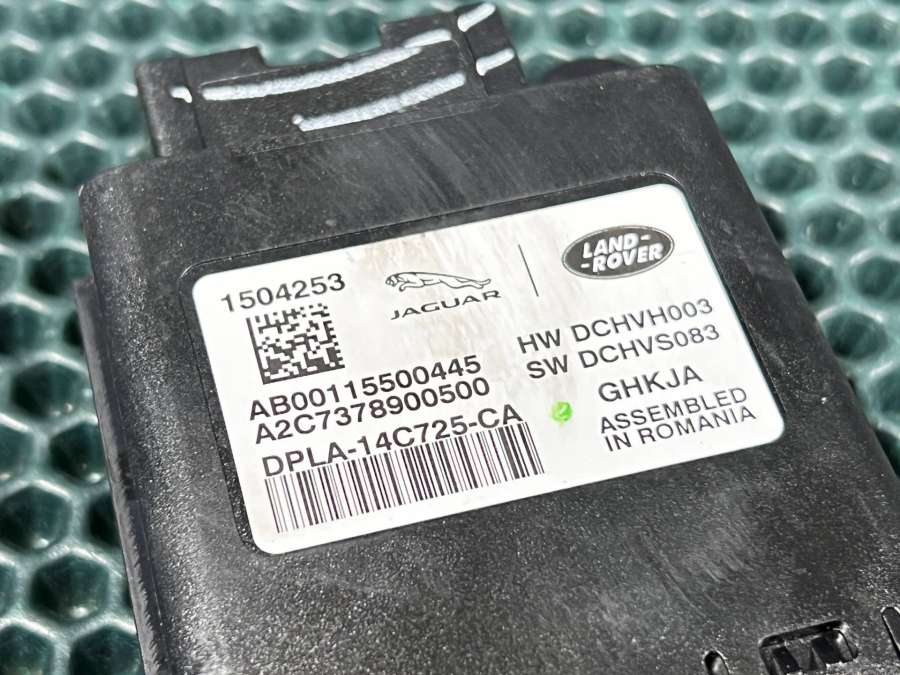 1504253
JAGUAR
LAND-
-ROVER
HW DCHVH003
SW DCHVS083
AB00115500445
A2C7378900500
GHKJA
DPLA-14C725-CA
ASSEMBLED
IN ROMANIA